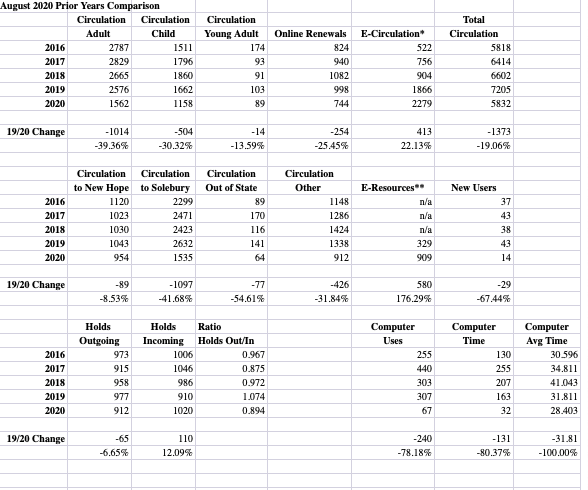 August 2020 Prior Years Comparison
Circulation Circulation Circulation Total
Adult Child Young Adult Online Renewals E-Circulation* Circulation
2016 2787 1511 174 824 522 5818
2017 2829 1796 93 940 756 6414
2018 2665 1860 91 1082 904 6602
2019 2576 1662 103 998 1866 7205
2020 1562 1158 89 744 2279 5832
19/20 Change -1014 -504 -14 -254 413 -1373
-39.36% -30.32% -13.59% -25.45% 22.13% -19.06%
Circulation Circulation Circulation Circulation
to New Hope to Solebury Out of State Other E-Resources** New Users
2016 1120 2299 89 1148 n/a 37
2017 1023 2471 170 1286 n/a 43
2018 1030 2423 116 1424 n/a 38
2019 1043 2632 141 1338 329 43
2020 954 1535 64 912 909 14
19/20 Change -89 -1097 -77 -426 580 -29
-8.53% -41.68% -54.61% -31.84% 176.29% -67.44%
Holds Holds Ratio Computer Computer Computer
Outgoing Incoming Holds Out/In Uses Time Avg Time
2016 973 1006 0.967 255 130 30.596
2017 915 1046 0.875 440 255 34.811
2018 958 986 0.972 303 207 41.043
2019 977 910 1.074 307 163 31.811
2020 912 1020 0.894 67 32 28.403
19/20 Change -65 110 -240 -131 -31.81
-6.65% 12.09% -78.18% -80.37% -100.00%